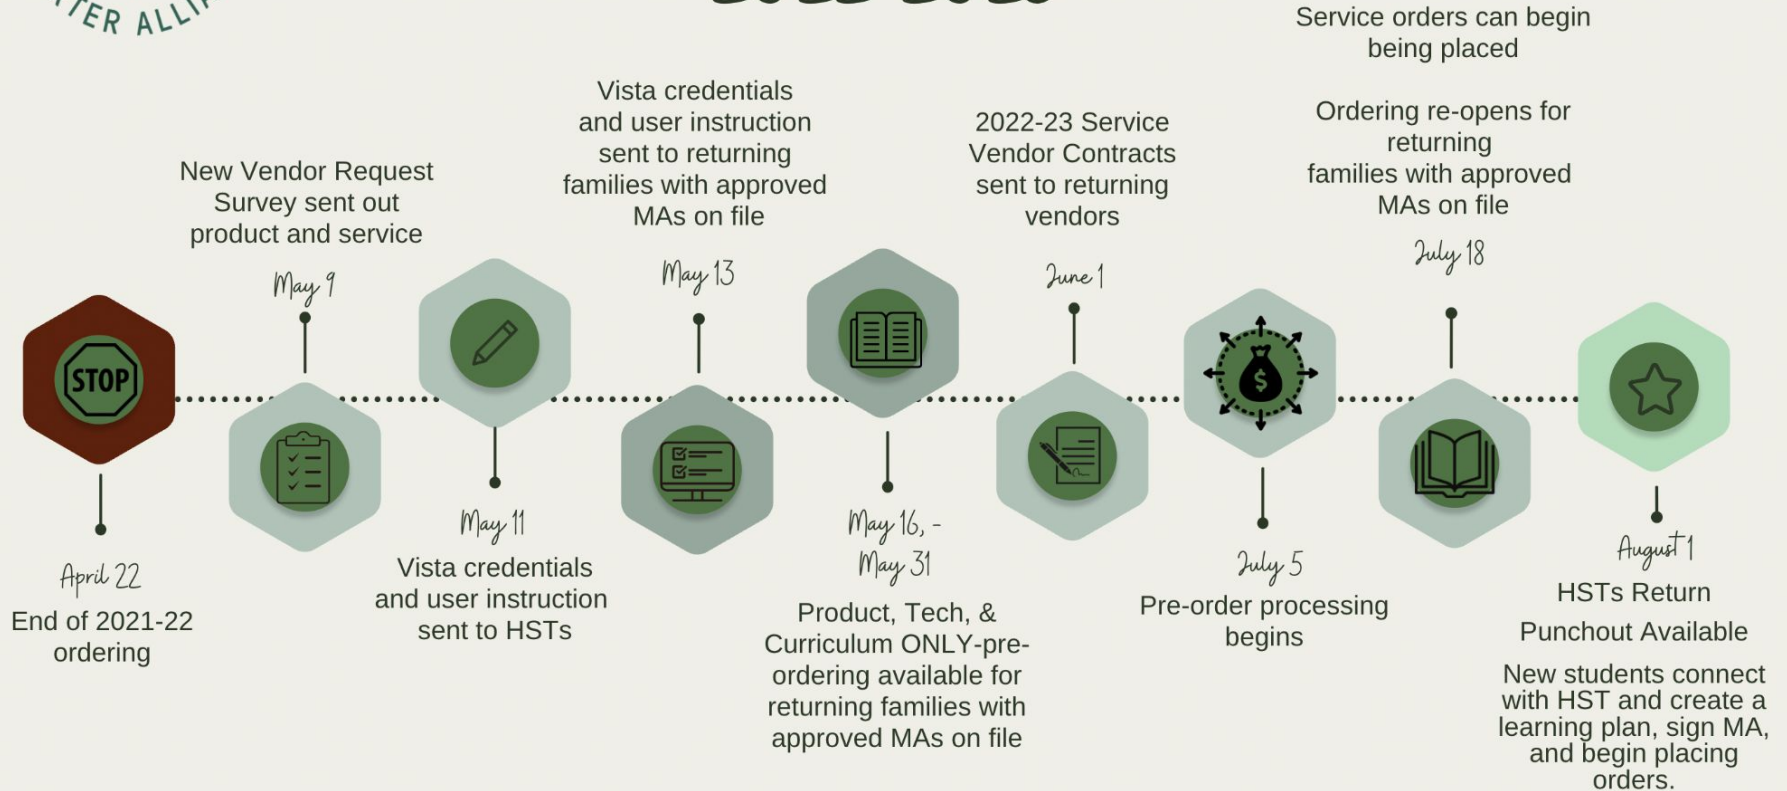 TER ALLI
April 22
End of 2021-22
ordering
STOP
New Vendor Request
Survey sent out
product and service
May 9
May 11
Vista credentials
and user instruction
sent to HSTs
Vista credentials
and user instruction
sent to returning
families with approved
MAs on file
May 13
May 16, -
May 31
Product, Tech, &
Curriculum ONLY-pre-
ordering available for
returning families with
approved MAs on file
2022-23 Service
Vendor Contracts
sent to returning
vendors
June 1
$
July 5
Pre-order processing
begins
Service orders can begin
being placed
Ordering re-opens for
returning
families with approved
MAs on file
July 18
August 1
HSTs Return
Punchout Available
New students connect
with HST and create a
learning plan, sign MA,
and begin placing
orders.